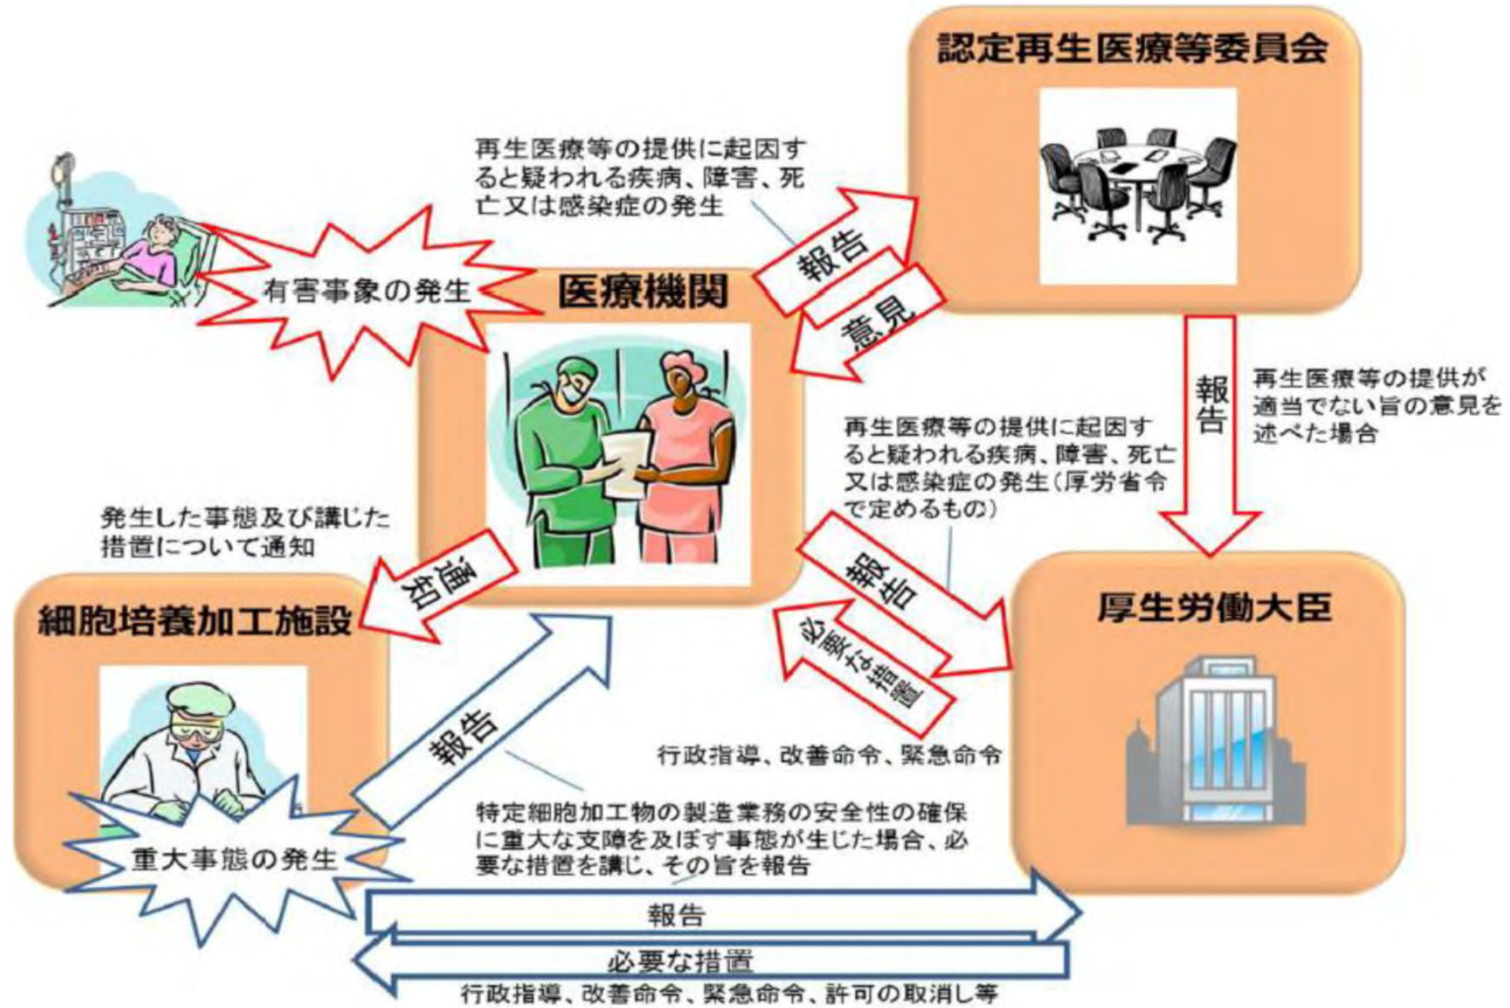 認定再生医療等委員会
再生医療等の提供に起因す
ると疑われる疾病、障害、死
亡又は感染症の発生
報告
意見
有害事象の発生
医療機関
報告
再生医療等の提供が
適当でない旨の意見を
述べた場合
再生医療等の提供に起因す
ると疑われる疾病、障害、死亡
又は感染症の発生(厚労省令
で定めるもの)
発生した事態及び講じた
措置について通知
通知
報告
必要な措置
細胞培養加工施設
厚生労働大臣
報告
行政指導、改善命令、緊急命令
特定細胞加工物の製造業務の安全性の確保
に重大な支障を及ぼす事態が生じた場合、必
要な措置を講じ、その旨を報告
重大事態の発生
報告
必要な措置
行政指導、改善命令、緊急命令、許可の取消し等